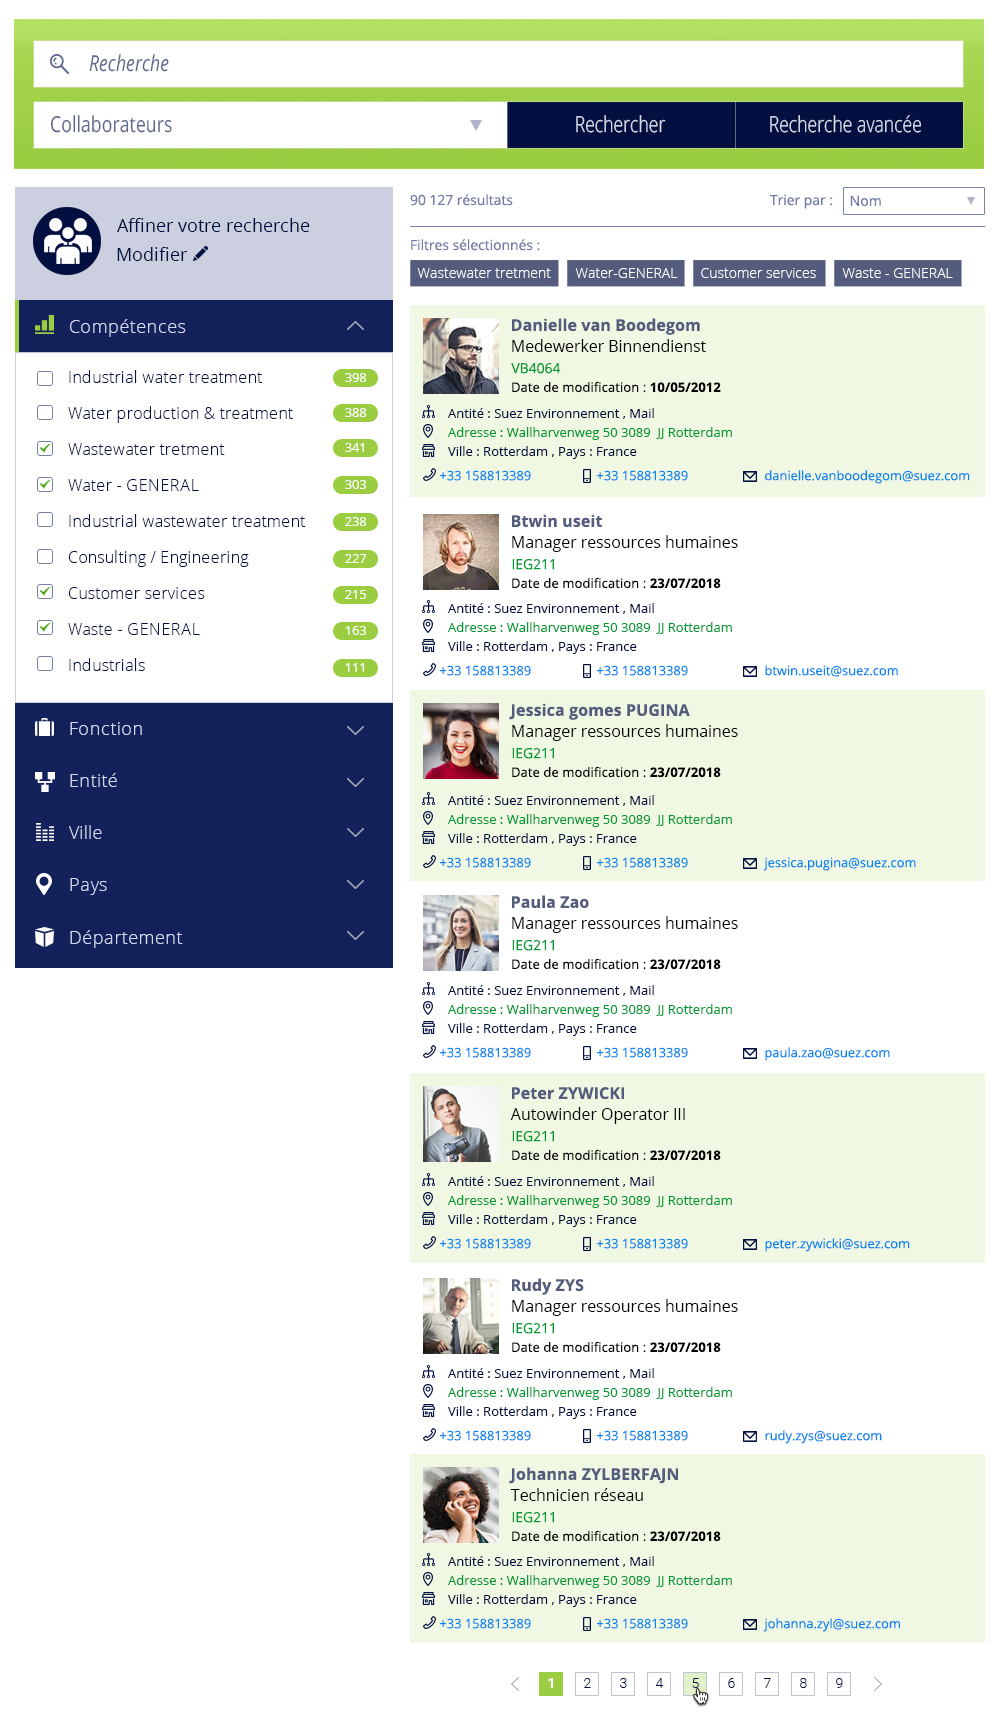 Recherche
Collaborateurs
Rechercher
Recherche avancée
Affiner votre recherche
Modifier
Compétences
Industrial water treatment 398
Water production & treatment 388
Wastewater tretment 341
Water - GENERAL 303
Industrial wastewater treatment 238
Consulting / Engineering 227
Customer services 215
Waste - GENERAL 163
Industrials 111
Fonction
Entité
Ville
Pays
Département
90 127 résultats
Trier par : Nom
Filtres sélectionnés :
Wastewater tretment Water-GENERAL Customer services Waste - GENERAL
Danielle van Boodegom
Medewerker Binnendienst
VB4064
Date de modification : 10/05/2012
Antité : Suez Environnement , Mail
Adresse : Wallharvenweg 50 3089 JJ Rotterdam
Ville : Rotterdam , Pays : France
+33 158813389 +33 158813389 danielle.vanboodegom@suez.com
Btwin useit
Manager ressources humaines
IEG211
Date de modification : 23/07/2018
Antité : Suez Environnement , Mail
Adresse : Wallharvenweg 50 3089 JJ Rotterdam
Ville : Rotterdam , Pays : France
+33 158813389 +33 158813389 btwin.useit@suez.com
Jessica gomes PUGINA
Manager ressources humaines
IEG211
Date de modification : 23/07/2018
Antité : Suez Environnement , Mail
Adresse : Wallharvenweg 50 3089 JJ Rotterdam
Ville : Rotterdam , Pays : France
+33 158813389 +33 158813389 jessica.pugina@suez.com
Paula Zao
Manager ressources humaines
IEG211
Date de modification : 23/07/2018
Antité : Suez Environnement , Mail
Adresse : Wallharvenweg 50 3089 JJ Rotterdam
Ville : Rotterdam , Pays : France
+33 158813389 +33 158813389 paula.zao@suez.com
Peter ZYWICKI
Autowinder Operator III
IEG211
Date de modification : 23/07/2018
Antité : Suez Environnement , Mail
Adresse : Wallharvenweg 50 3089 JJ Rotterdam
Ville : Rotterdam , Pays : France
+33 158813389 +33 158813389 peter.zywicki@suez.com
Rudy ZYS
Manager ressources humaines
IEG211
Date de modification : 23/07/2018
Antité : Suez Environnement , Mail
Adresse : Wallharvenweg 50 3089 JJ Rotterdam
Ville : Rotterdam , Pays : France
+33 158813389 +33 158813389 rudy.zys@suez.com
Johanna ZYLBERFAJN
Technicien réseau
IEG211
Date de modification : 23/07/2018
Antité : Suez Environnement , Mail
Adresse : Wallharvenweg 50 3089 JJ Rotterdam
Ville : Rotterdam , Pays : France
+33 158813389 +33 158813389 johanna.zyl@suez.com
1 2 3 4 5 6 7 8 9